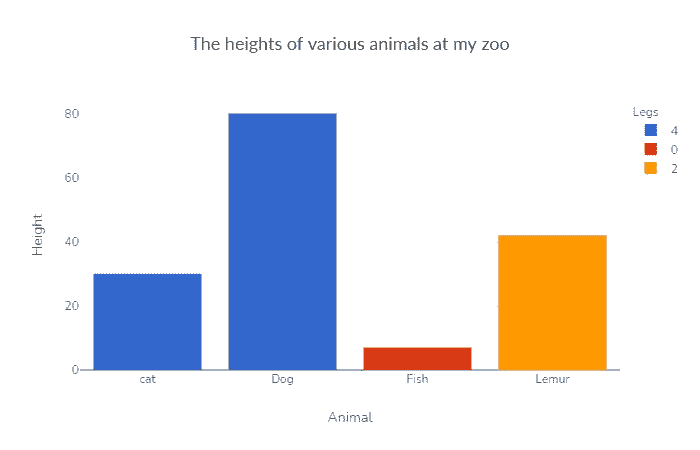 The heights of various animals at my zoo
Legs
4
0
2
80
60
40
20
0
Height
cat Dog Fish Lemur
Animal